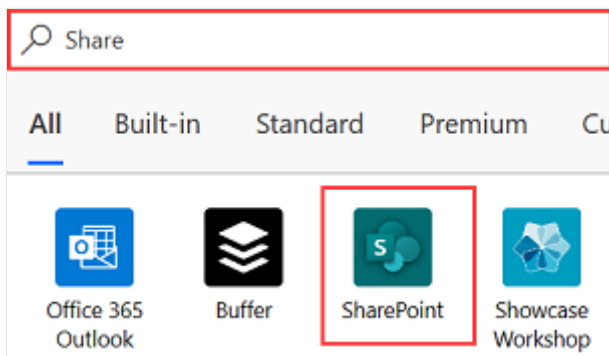 Share
All Built-in Standard Premium Cu
Office 365 Outlook
Buffer
SharePoint
Showcase Workshop